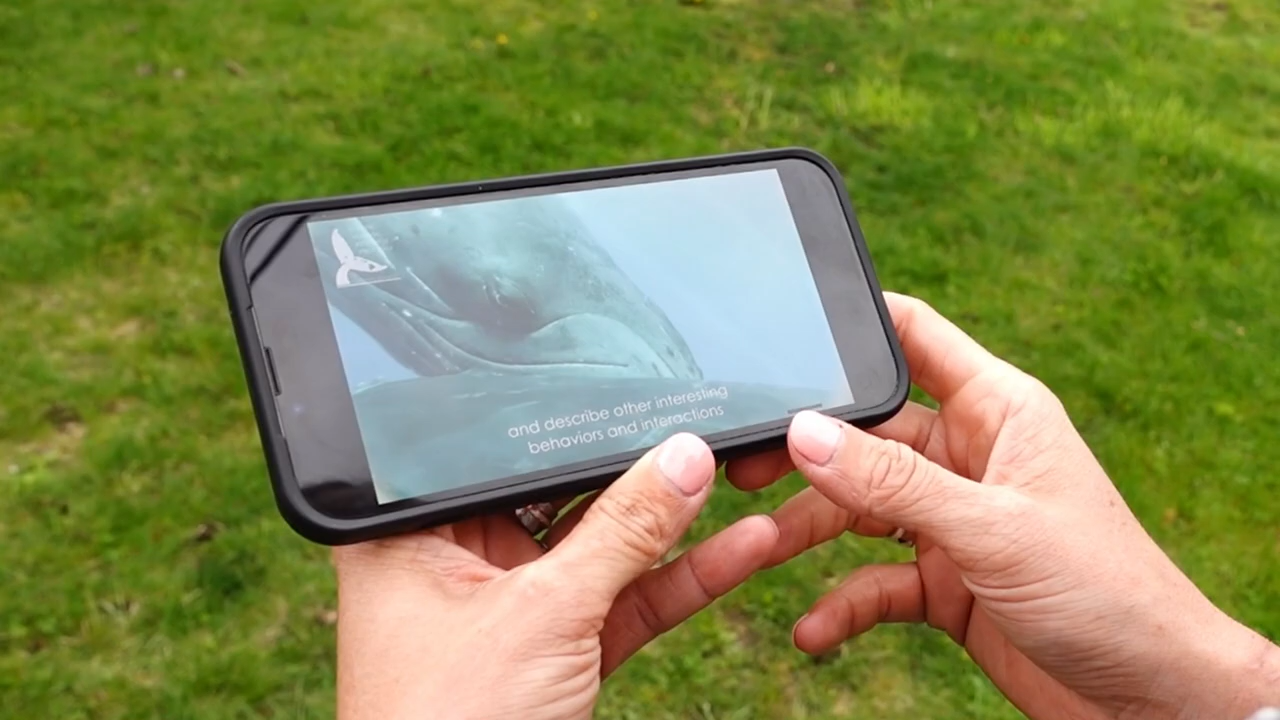 and describe other interesting
behaviors and interactions